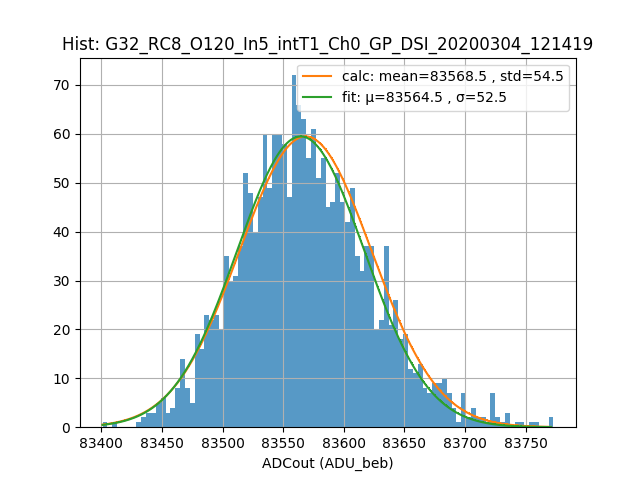 Hist: G32_RC8_O120_In5_intT1_Ch0_GP_DSI_20200304_121419
calc: mean=83568.5 , std=54.5
fit: μ=83564.5 , σ=52.5
70
60
50
40
30
20
10
0
83400 83450 83500 83550 83600 83650 83700 83750
ADCout (ADU_beb)